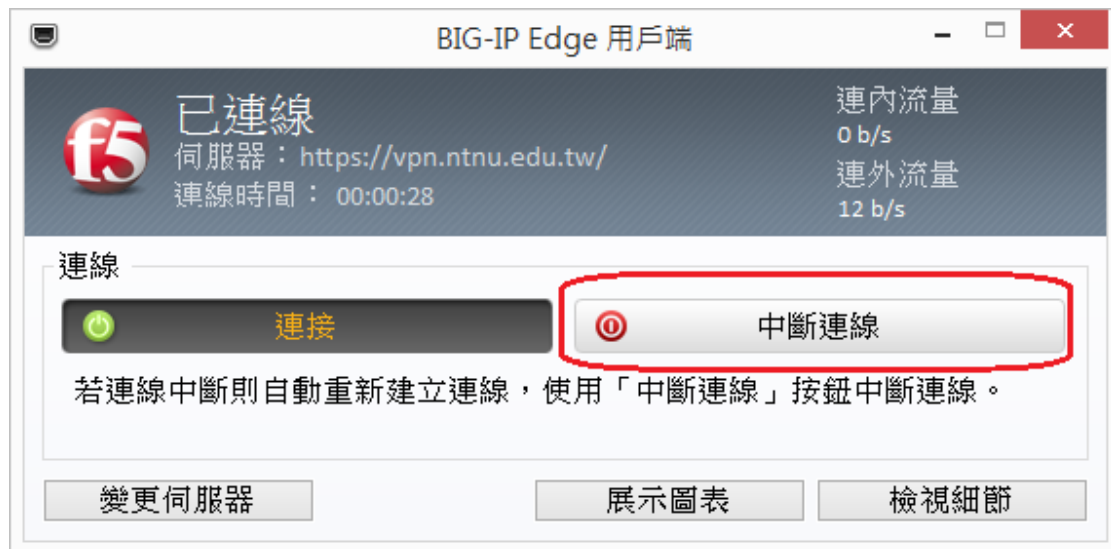 BIG-IP Edge 用戶端
f5
已連線
伺服器：https://vpn.ntnu.edu.tw/
連線時間： 00:00:28
連內流量
0 b/s
連外流量
12 b/s
連線
連接
中斷連線
若連線中斷則自動重新建立連線，使用「中斷連線」按鈕中斷連線。
變更伺服器
展示圖表
檢視細節